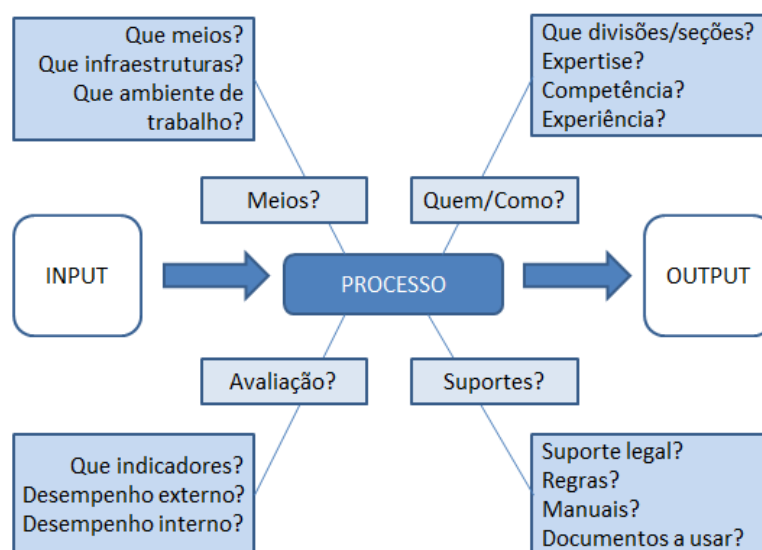 Que meios?
Que infraestruturas?
Que ambiente de
trabalho?
Que divisões/seções?
Expertise?
Competência?
Experiência?
Meios?
Quem/Como?
INPUT
PROCESSO
OUTPUT
Avaliação?
Suportes?
Que indicadores?
Desempenho externo?
Desempenho interno?
Suporte legal?
Regras?
Manuais?
Documentos a usar?